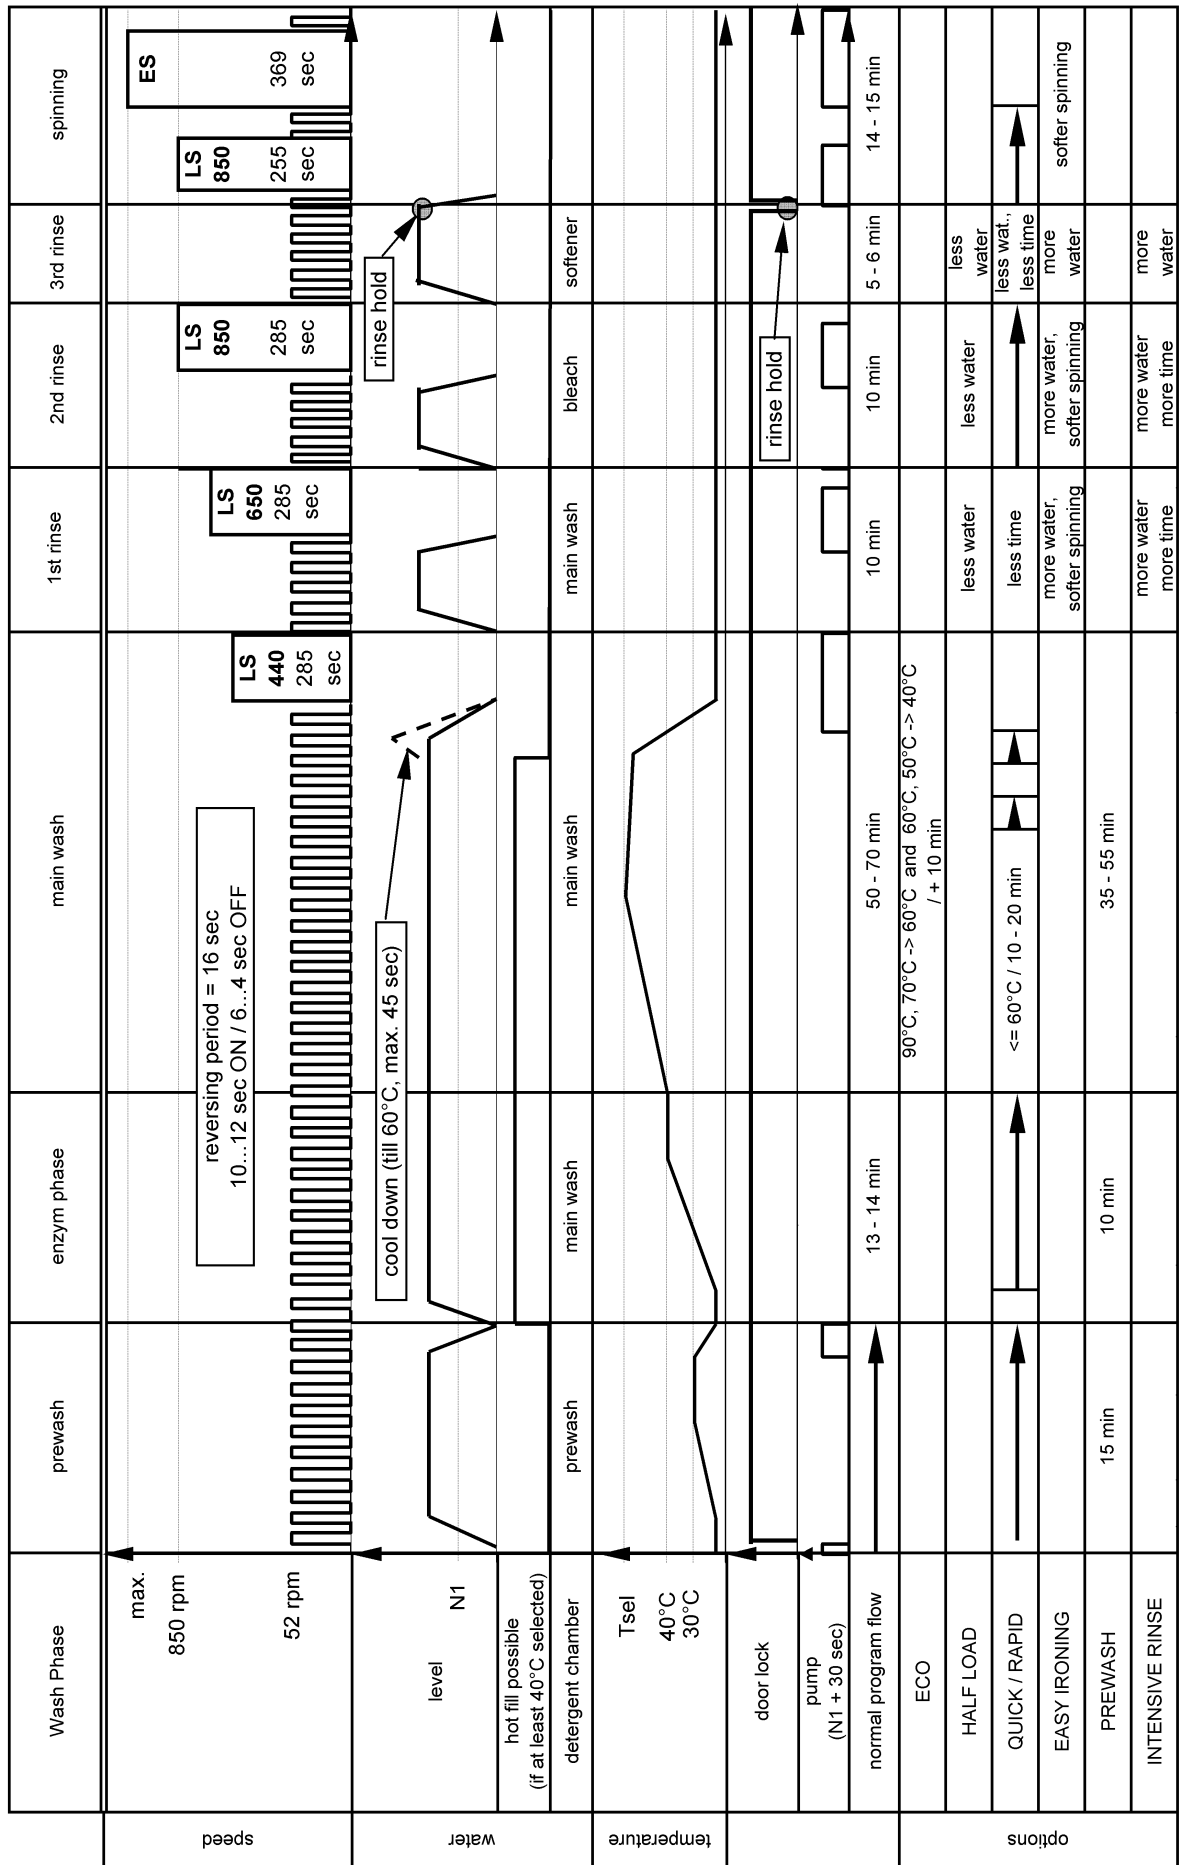 Wash Phase
prewash
enzym phase
main wash
1st rinse
2nd rinse
3rd rinse
spinning
speed
max.
850 rpm
52 rpm
reversing period = 16 sec
10...12 sec ON / 6...4 sec OFF
LS
440
285
sec
LS
650
285
sec
LS
850
285
sec
LS
850
255
sec
ES
369
sec
water
level
N1
cool down (till 60°C, max. 45 sec)
rinse hold
hot fill possible
(if at least 40°C selected)
detergent chamber
prewash
main wash
main wash
main wash
bleach
softener
temperature
Tsel
40°C
30°C
door lock
rinse hold
pump
(N1 + 30 sec)
normal program flow
13 - 14 min
50 - 70 min
10 min
10 min
5 - 6 min
14 - 15 min
options
ECO
90°C, 70°C -> 60°C and 60°C, 50°C -> 40°C
/ + 10 min
HALF LOAD
less water
less water
less
water
QUICK / RAPID
<= 60°C / 10 - 20 min
less time
less wat.,
less time
EASY IRONING
more water,
softer spinning
more water,
softer spinning
more
water
softer spinning
PREWASH
15 min
10 min
35 - 55 min
INTENSIVE RINSE
more water
more time
more water
more time
more
water